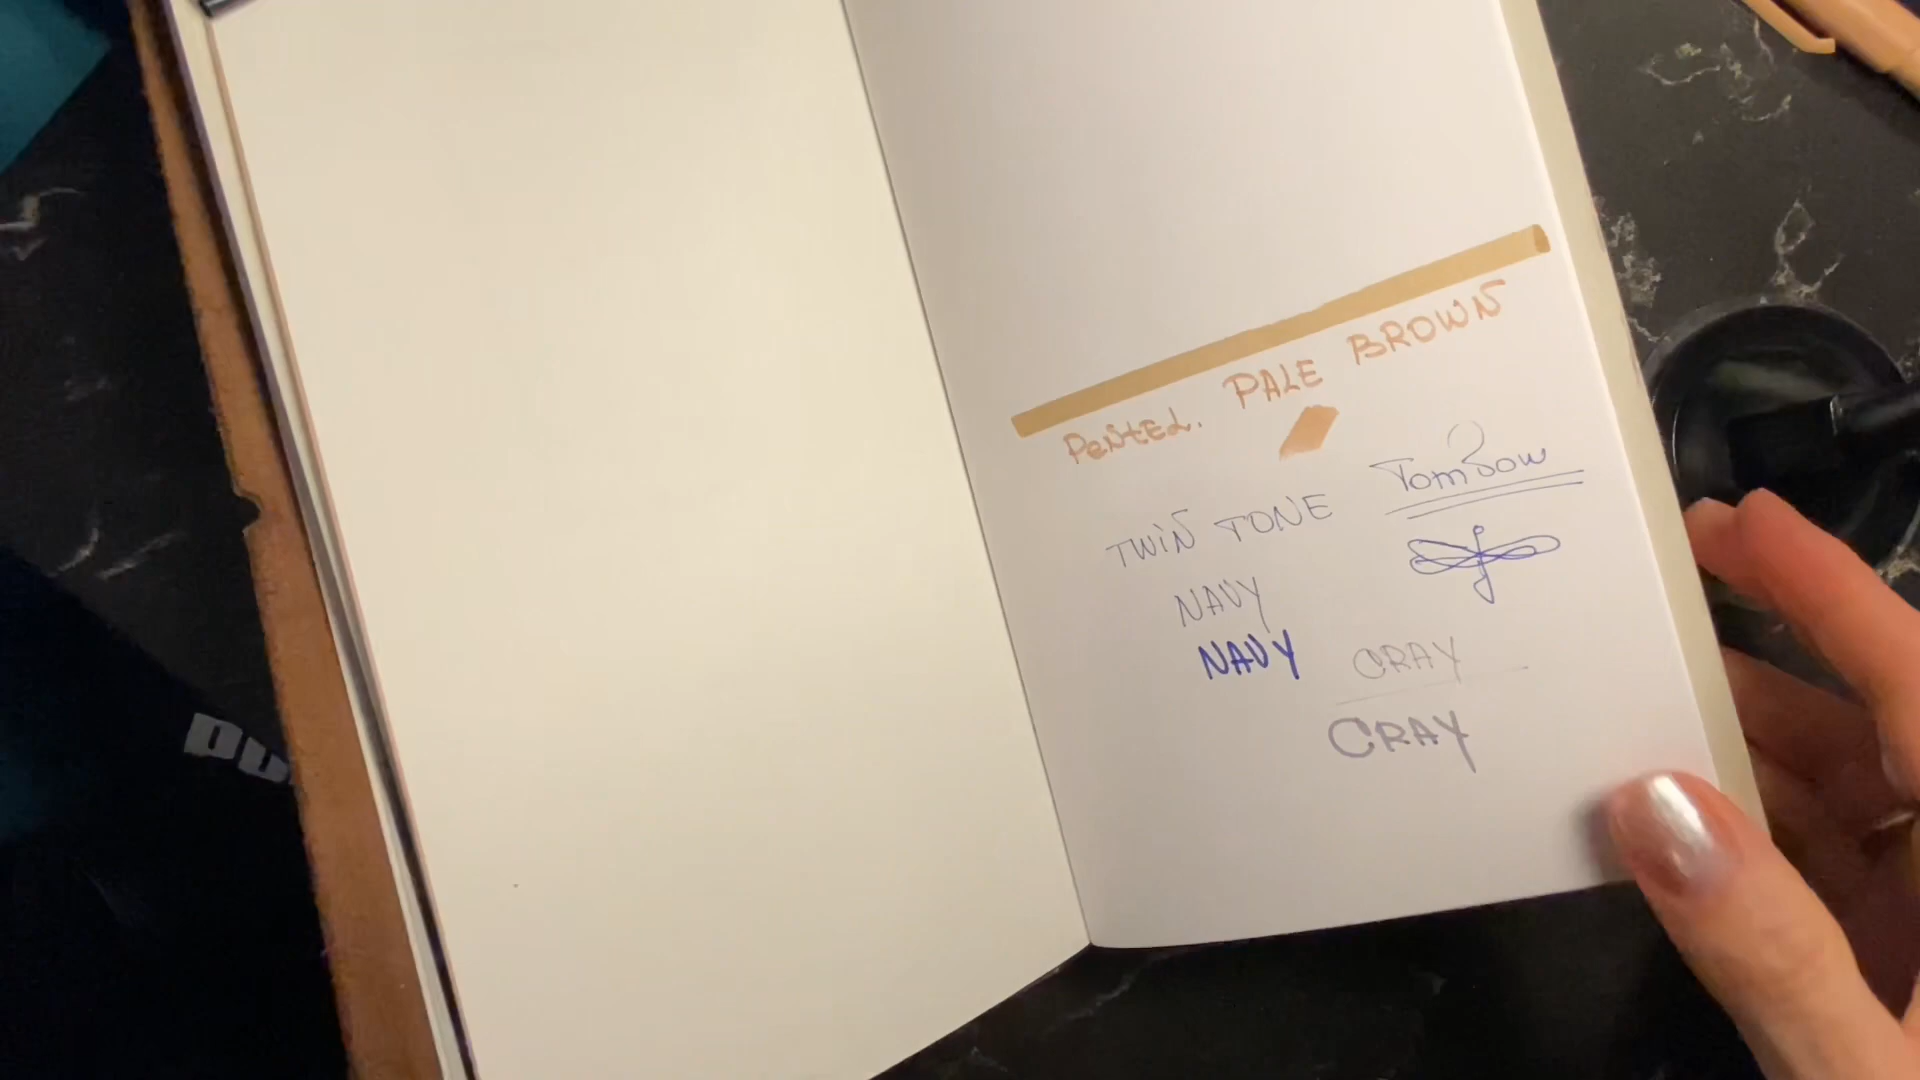 PENTEL. PALE BROWN
TWIN TONE Tombow
NAVY
NAVY
GRAY
GRAY